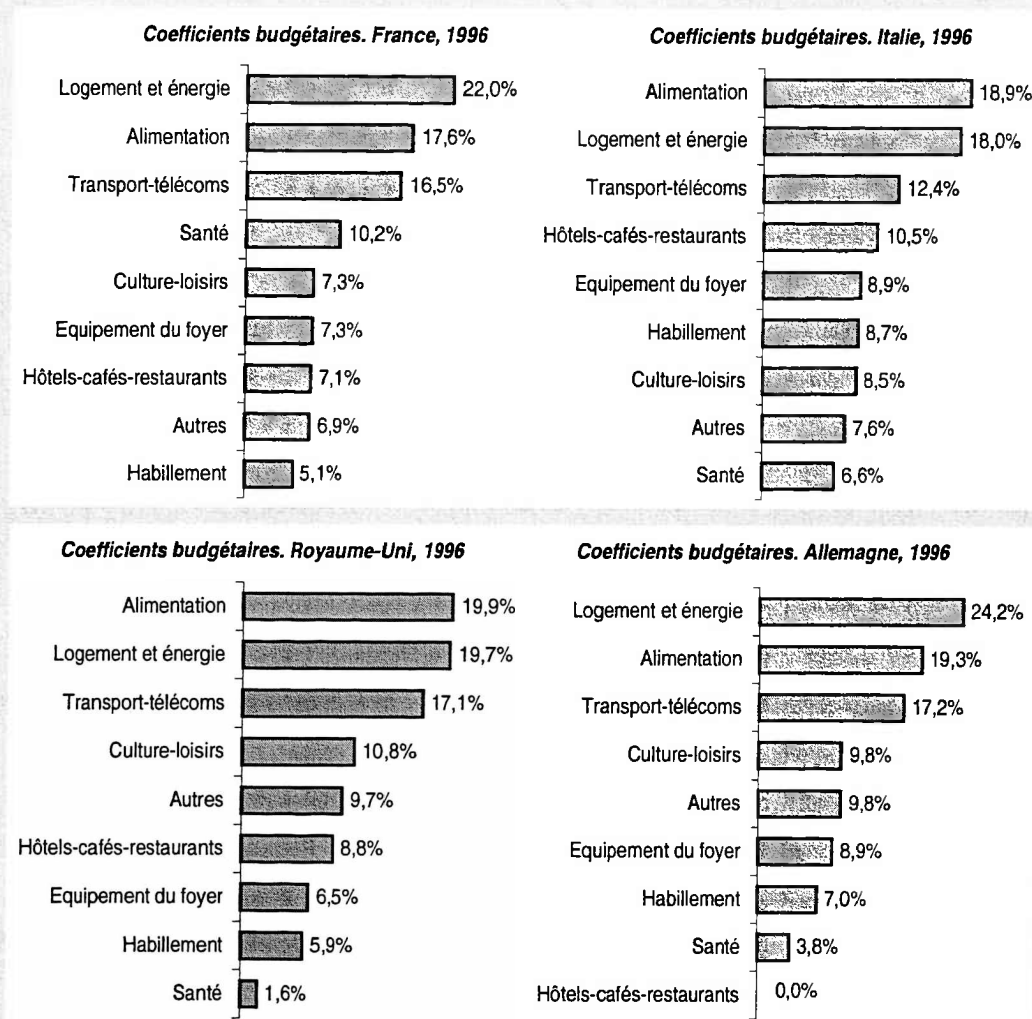 Coefficients budgétaires. France, 1996
Logement et énergie 22,0%
Alimentation 17,6%
Transport-télécoms 16,5%
Santé 10,2%
Culture-loisirs 7,3%
Equipement du foyer 7,3%
Hôtels-cafés-restaurants 7,1%
Autres 6,9%
Habillement 5,1%
Coefficients budgétaires. Italie, 1996
Alimentation 18,9%
Logement et énergie 18,0%
Transport-télécoms 12,4%
Hôtels-cafés-restaurants 10,5%
Equipement du foyer 8,9%
Habillement 8,7%
Culture-loisirs 8,5%
Autres 7,6%
Santé 6,6%
Coefficients budgétaires. Royaume-Uni, 1996
Alimentation 19,9%
Logement et énergie 19,7%
Transport-télécoms 17,1%
Culture-loisirs 10,8%
Autres 9,7%
Hôtels-cafés-restaurants 8,8%
Equipement du foyer 6,5%
Habillement 5,9%
Santé 1,6%
Coefficients budgétaires. Allemagne, 1996
Logement et énergie 24,2%
Alimentation 19,3%
Transport-télécoms 17,2%
Culture-loisirs 9,8%
Autres 9,8%
Equipement du foyer 8,9%
Habillement 7,0%
Santé 3,8%
Hôtels-cafés-restaurants 0,0%